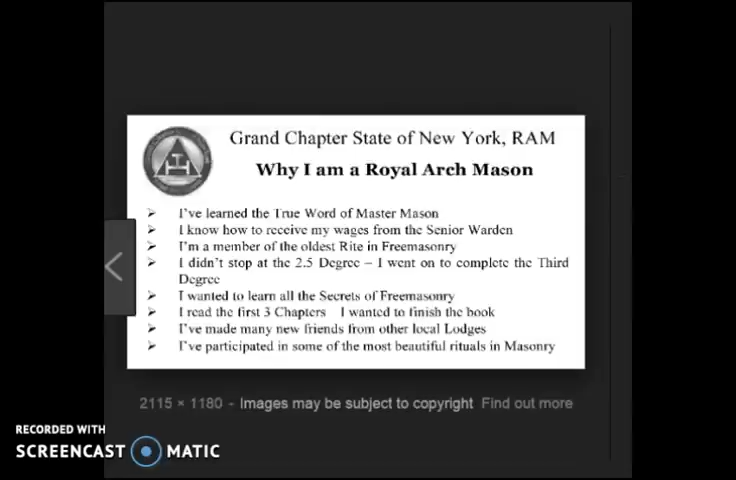 Grand Chapter State of New York, RAM
Why I am a Royal Arch Mason
➢ I've learned the True Word of Master Mason
➢ I know how to receive my wages from the Senior Warden
➢ I'm a member of the oldest Rite in Freemasonry
➢ I didn't stop at the 2.5 Degree – I went on to complete the Third
Degree
➢ I wanted to learn all the Secrets of Freemasonry
➢ I read the first 3 Chapters I wanted to finish the book
➢ I've made many new friends from other local Lodges
➢ I've participated in some of the most beautiful rituals in Masonry
2115 × 1180 - Images may be subject to copyright Find out more
RECORDED WITH
SCREENCAST MATIC